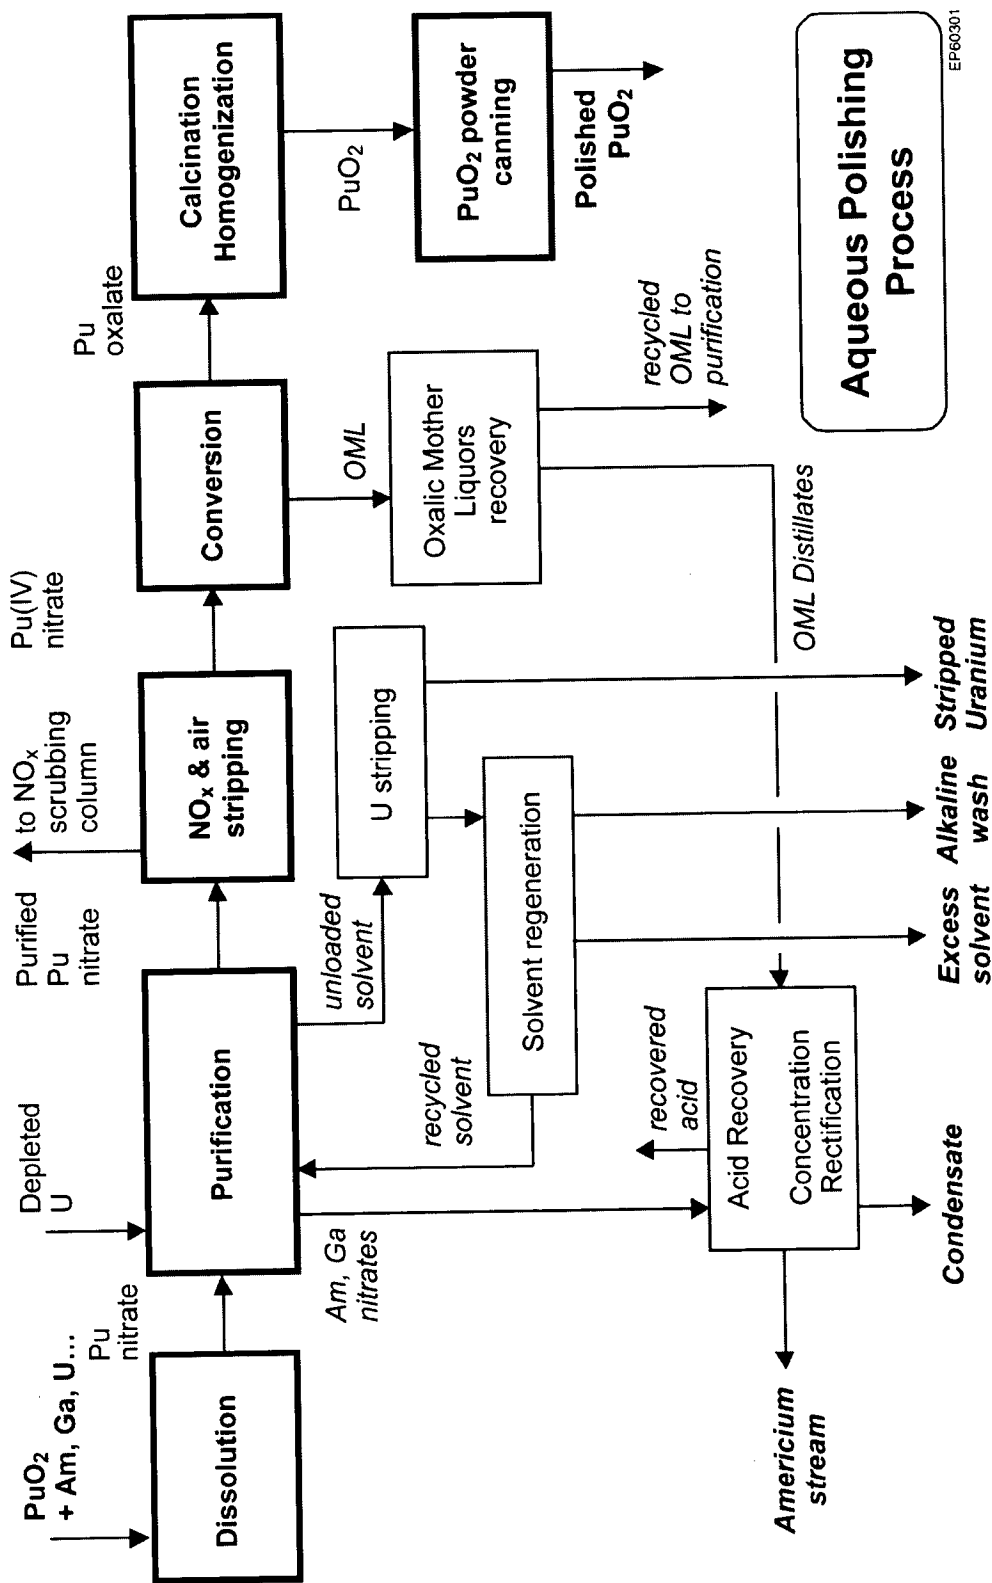 PuO₂
+ Am, Ga, U...
Dissolution
Pu
nitrate
Depleted
U
Purification
Purified
Pu
nitrate
to NOₓ
scrubbing
column
NOₓ & air
stripping
Pu(IV)
nitrate
Conversion
Pu
oxalate
Calcination
Homogenization
PuO₂
PuO₂ powder
canning
Polished
PuO₂
OML
Oxalic Mother
Liquors
recovery
recycled
OML to
purification
OML Distillates
unloaded
solvent
U stripping
recycled
solvent
Solvent regeneration
Am, Ga
nitrates
recovered
acid
Acid Recovery
Concentration
Rectification
Americium
stream
Condensate
Excess
solvent
Alkaline
wash
Stripped
Uranium
Aqueous Polishing
Process
EP60301